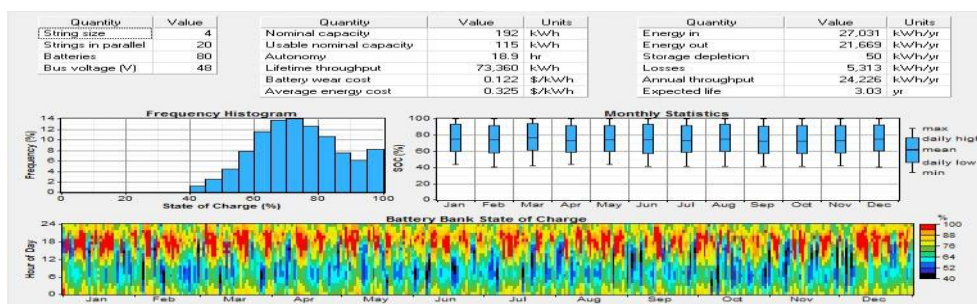 Quantity Value
String size 4
Strings in parallel 20
Batteries 80
Bus voltage (V) 48
Quantity Value Units
Nominal capacity 192 kWh
Usable nominal capacity 115 kWh
Autonomy 18.9 hr
Lifetime throughput 73,360 kWh
Battery wear cost 0.122 $/kWh
Average energy cost 0.325 $/kWh
Quantity Value Units
Energy in 27,031 kWh/yr
Energy out 21,669 kWh/yr
Storage depletion 50 kWh/yr
Losses 5,313 kWh/yr
Annual throughput 24,226 kWh/yr
Expected life 3.03 yr
Frequency Histogram
Frequency (%)
14
12
10
8
6
4
2
0
0 20 40 60 80 100
State of Charge (%)
Monthly Statistics
SOC (%)
100
80
60
40
20
0
Jan Feb Mar Apr May Jun Jul Aug Sep Oct Nov Dec
max
daily high
mean
daily low
min
Battery Bank State of Charge
Hour of Day
24
18
12
6
0
Jan Feb Mar Apr May Jun Jul Aug Sep Oct Nov Dec
%
100
88
76
64
52
40